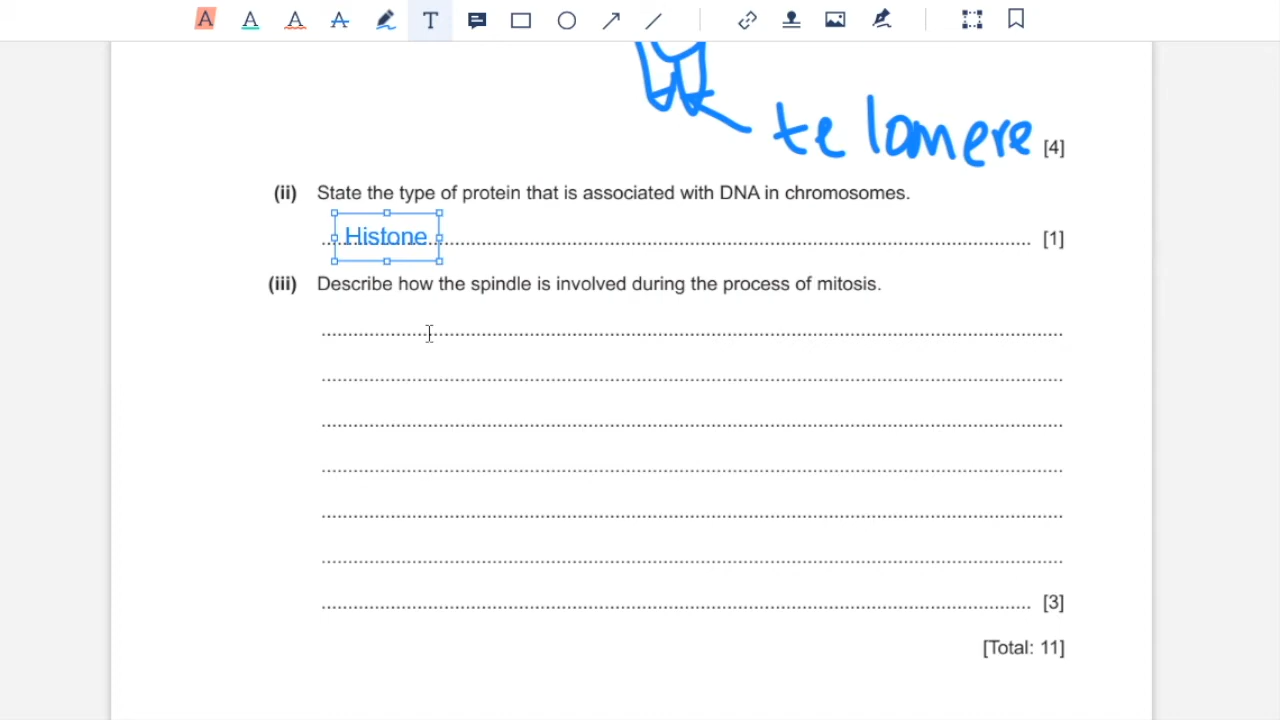 te lomere [4]
(ii) State the type of protein that is associated with DNA in chromosomes.
Histone [1]
(iii) Describe how the spindle is involved during the process of mitosis.
[3]
[Total: 11]